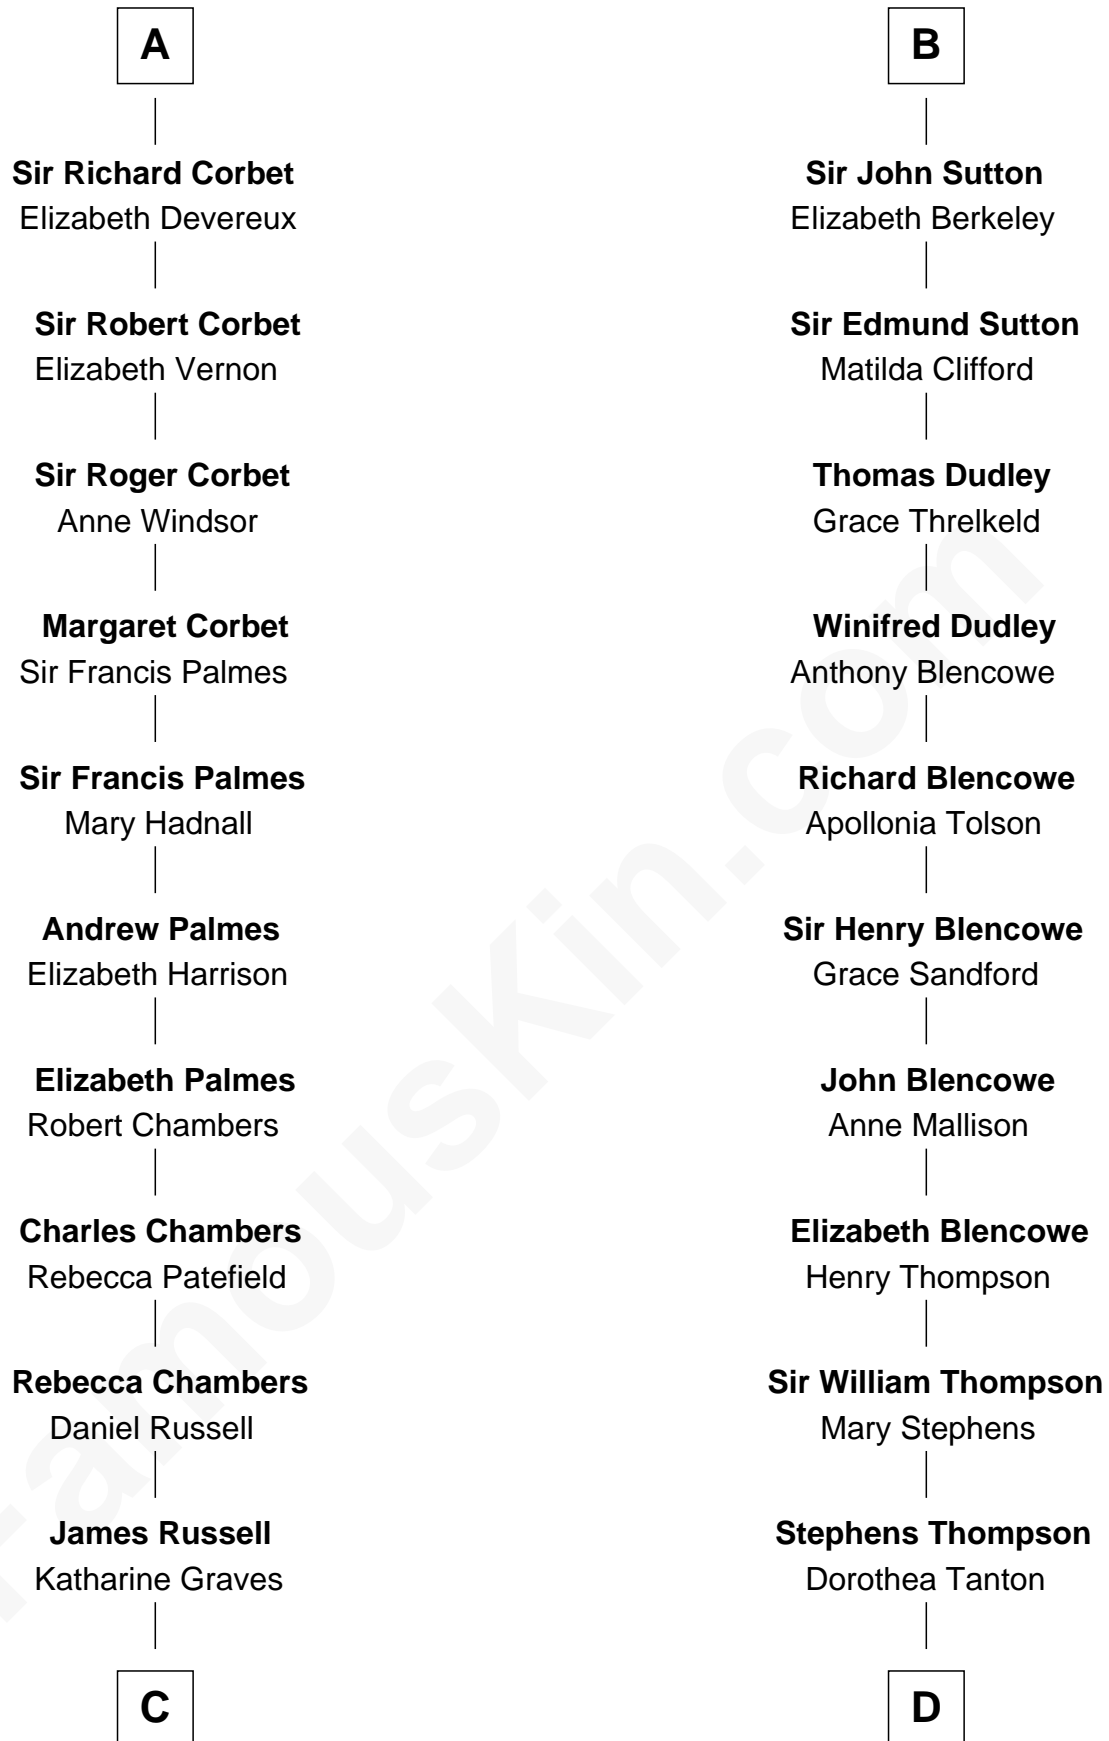 A
Sir Richard Corbet
Elizabeth Devereux
Sir Robert Corbet
Elizabeth Vernon
Sir Roger Corbet
Anne Windsor
Margaret Corbet
Sir Francis Palmes
Sir Francis Palmes
Mary Hadnall
Andrew Palmes
Elizabeth Harrison
Elizabeth Palmes
Robert Chambers
Charles Chambers
Rebecca Patefield
Rebecca Chambers
Daniel Russell
James Russell
Katharine Graves
C
B
Sir John Sutton
Elizabeth Berkeley
Sir Edmund Sutton
Matilda Clifford
Thomas Dudley
Grace Threlkeld
Winifred Dudley
Anthony Blencowe
Richard Blencowe
Apollonia Tolson
Sir Henry Blencowe
Grace Sandford
John Blencowe
Anne Mallison
Elizabeth Blencowe
Henry Thompson
Sir William Thompson
Mary Stephens
Stephens Thompson
Dorothea Tanton
D
FamousKin.com